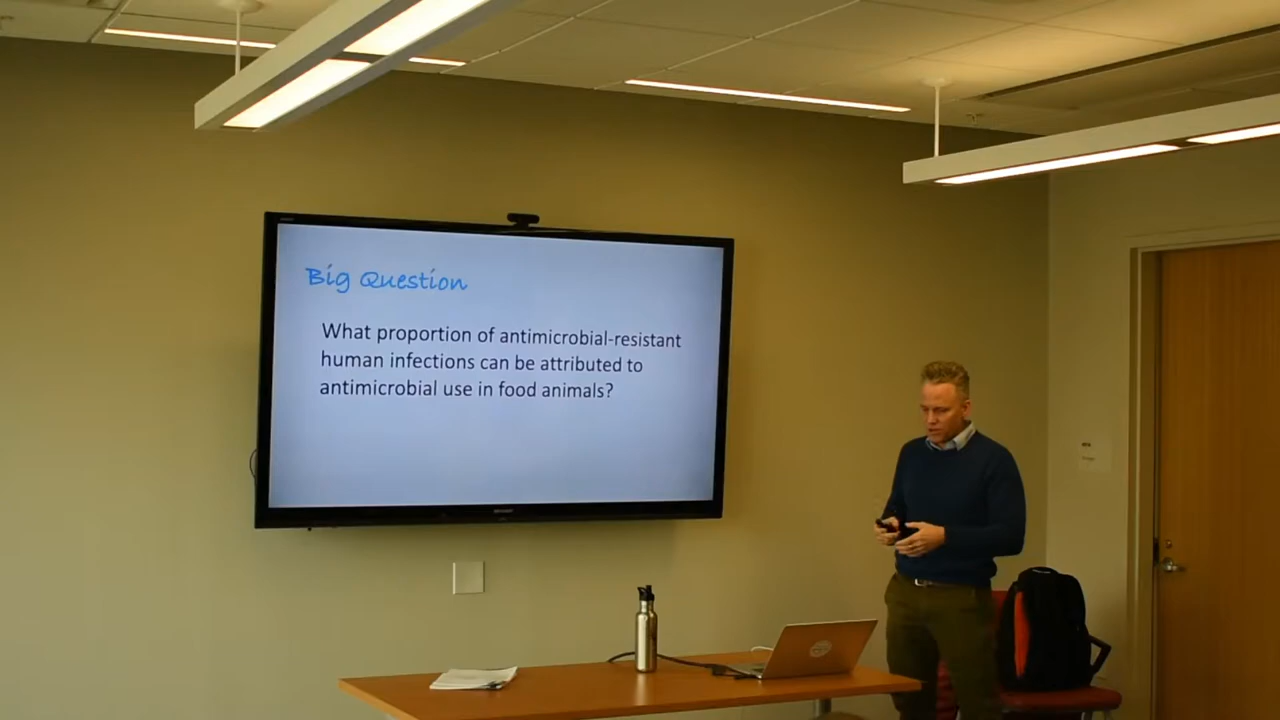 Big Question
What proportion of antimicrobial-resistant
human infections can be attributed to
antimicrobial use in food animals?